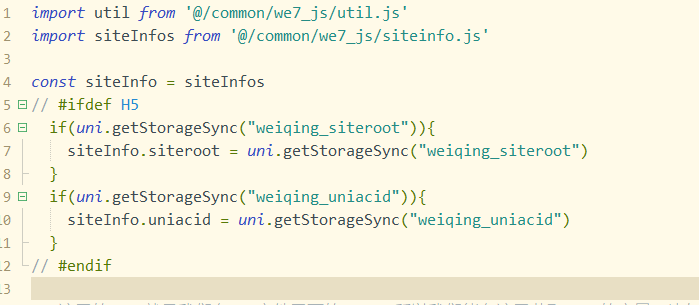 1 import util from '@/common/we7_js/util.js'
2 import siteInfos from '@/common/we7_js/siteinfo.js'
3
4 const siteInfo = siteInfos
5 // #ifdef H5
6 if(uni.getStorageSync("weiqing_siteroot")){
7 siteInfo.siteroot = uni.getStorageSync("weiqing_siteroot")
8 }
9 if(uni.getStorageSync("weiqing_uniacid")){
10 siteInfo.uniacid = uni.getStorageSync("weiqing_uniacid")
11 }
12 // #endif
13